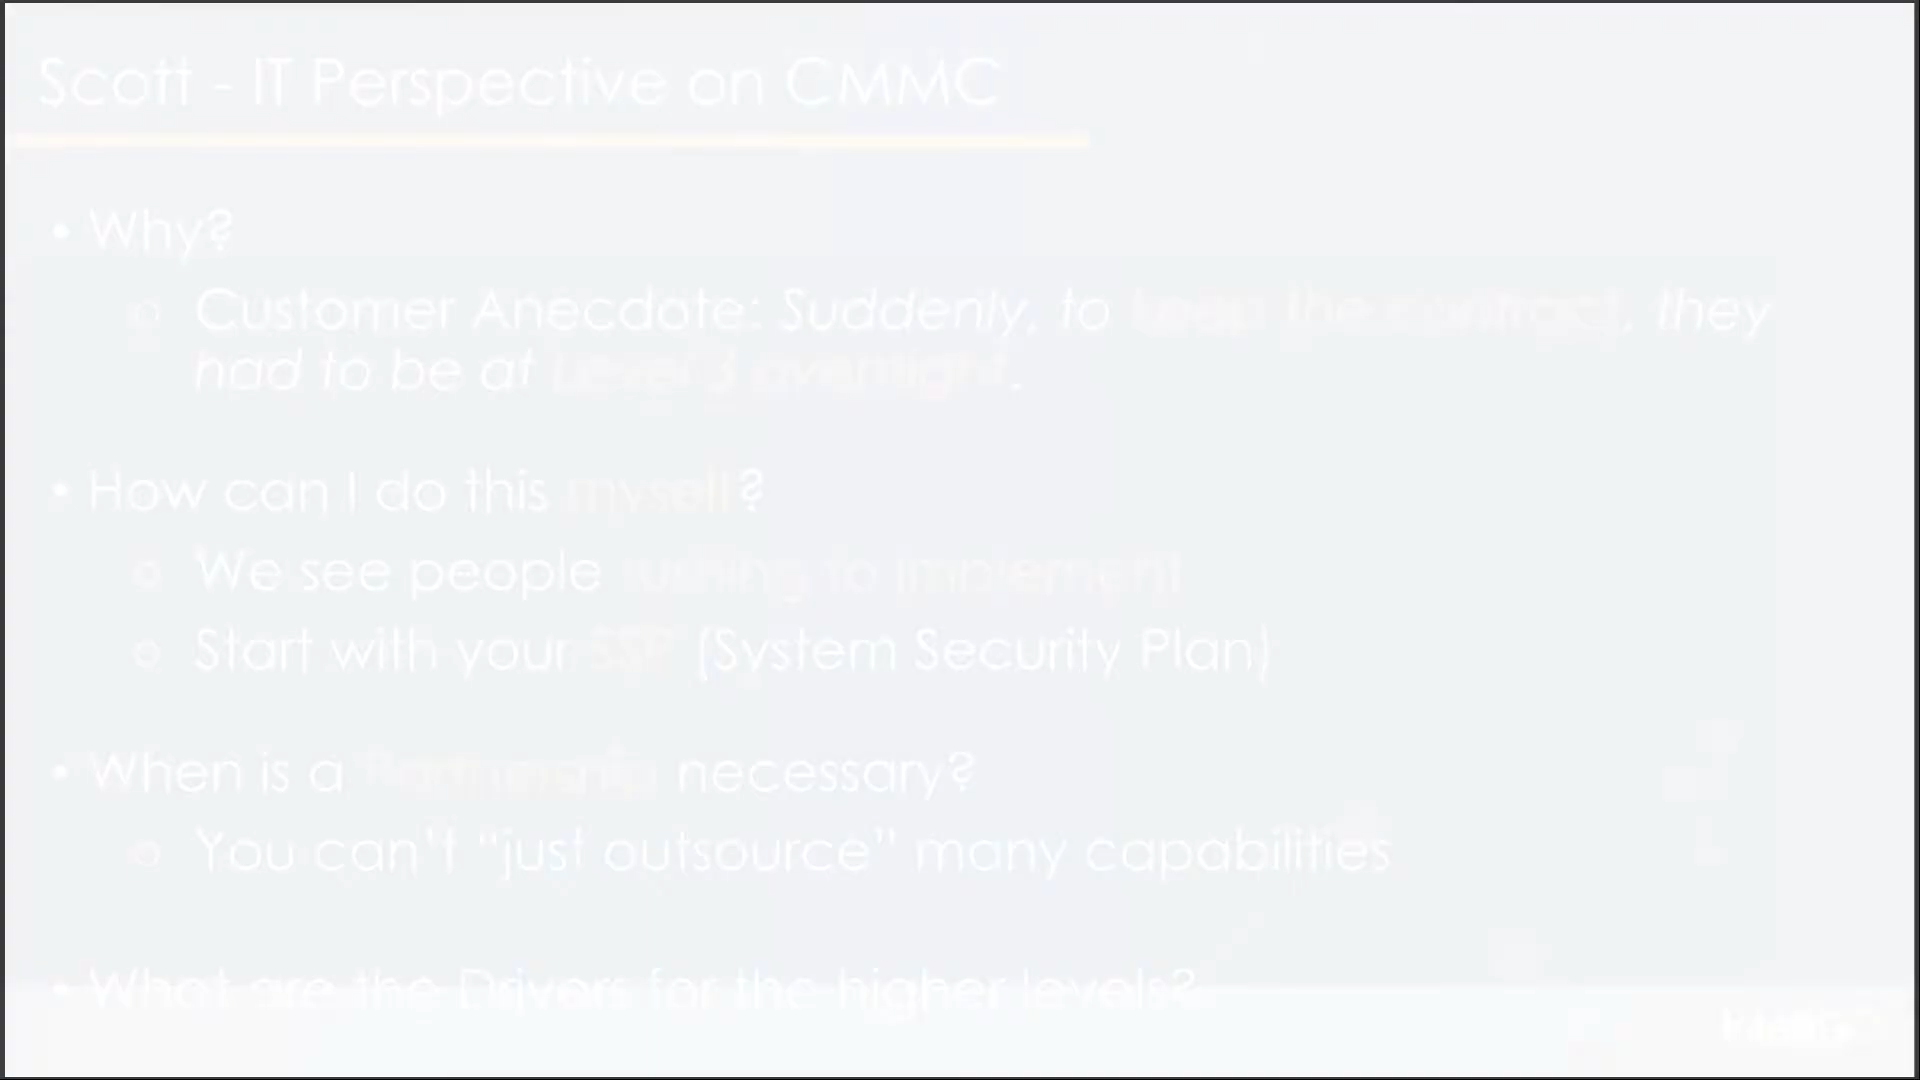 Scott - IT Perspective on CMMC
• Why?
o Customer Anecdote: Suddenly, to keep the contract, they
had to be at Level 3 overnight.
• How can I do this myself?
o We see people rushing to implement
o Start with your SSP (System Security Plan)
• When is a Partnership necessary?
o You can't "just outsource" many capabilities
• What are the Drivers for the higher levels?